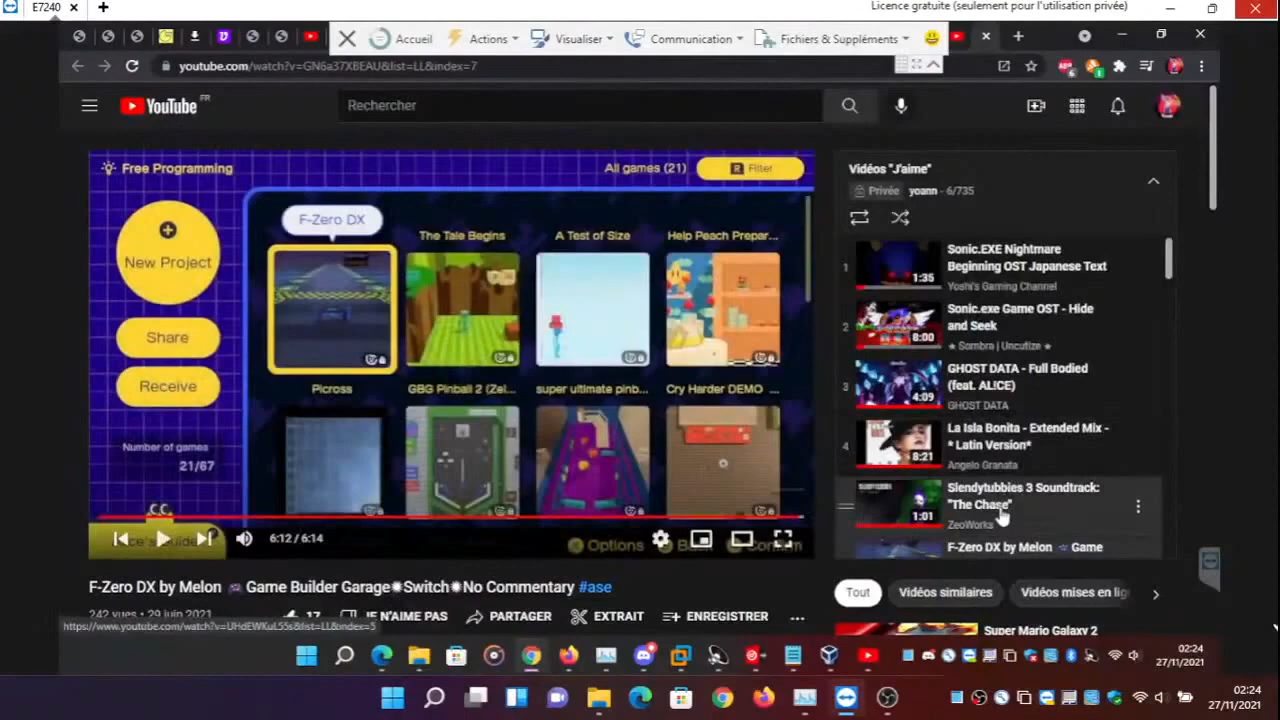 E7240
Licence gratuite (seulement pour l'utilisation privée)
Accueil
Actions
Visualiser
Communication
Fichiers & Suppléments
youtube.com/watch?v=GN6a37XBEAU&list=LL&index=7
YouTube FR
Rechercher
Free Programming
All games (21)
R Filter
New Project
Share
Receive
Number of games
21/67
F-Zero DX
The Tale Begins
A Test of Size
Help Peach Prepar...
Picross
GBG Pinball 2 (Zel...
super ultimate pinb...
Cry Harder DEMO ...
6:12 / 6:14
Options
Confirm
F-Zero DX by Melon Game Builder Garage Switch No Commentary #ase
242 vues • 29 juin 2021
17
JE N'AIME PAS
PARTAGER
EXTRAIT
ENREGISTRER
https://www.youtube.com/watch?v=UHdEWKuL55s&list=LL&index=5
Vidéos "J'aime"
Privée yoann - 6/735
1
1:35
Sonic.EXE Nightmare
Beginning OST Japanese Text
Yoshi's Gaming Channel
2
8:00
Sonic.exe Game OST - Hide
and Seek
★ Sombra | Uncutize ★
3
4:09
GHOST DATA - Full Bodied
(feat. AL!CE)
GHOST DATA
4
8:21
La Isla Bonita - Extended Mix -
* Latin Version*
Angelo Granata
1:01
Slendytubbies 3 Soundtrack:
"The Chase"
ZeoWorks
F-Zero DX by Melon Game
Tout
Vidéos similaires
Vidéos mises en lig
Super Mario Galaxy 2
02:24
27/11/2021
02:24
27/11/2021